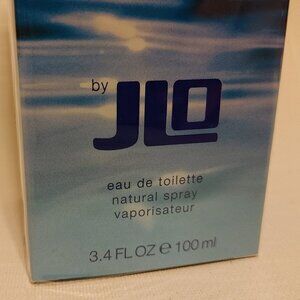 by JLO
eau de toilette
natural spray
vaporisateur
3.4 FL OZ ℮ 100 ml